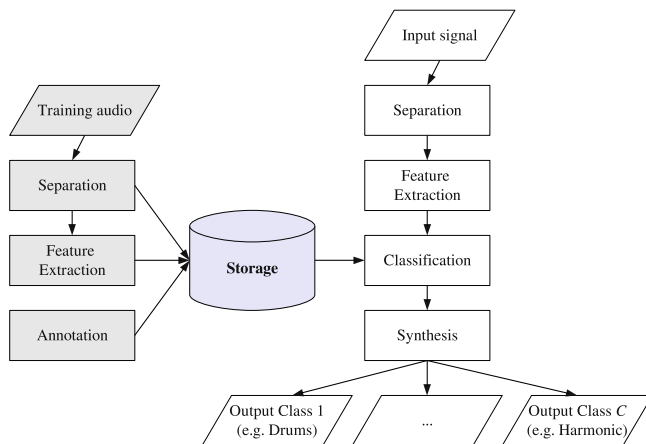 Input signal
Training audio
Separation
Separation
Feature
Extraction
Feature
Extraction
Storage
Classification
Annotation
Synthesis
Output Class 1
(e.g. Drums)
...
Output Class C
(e.g. Harmonic)